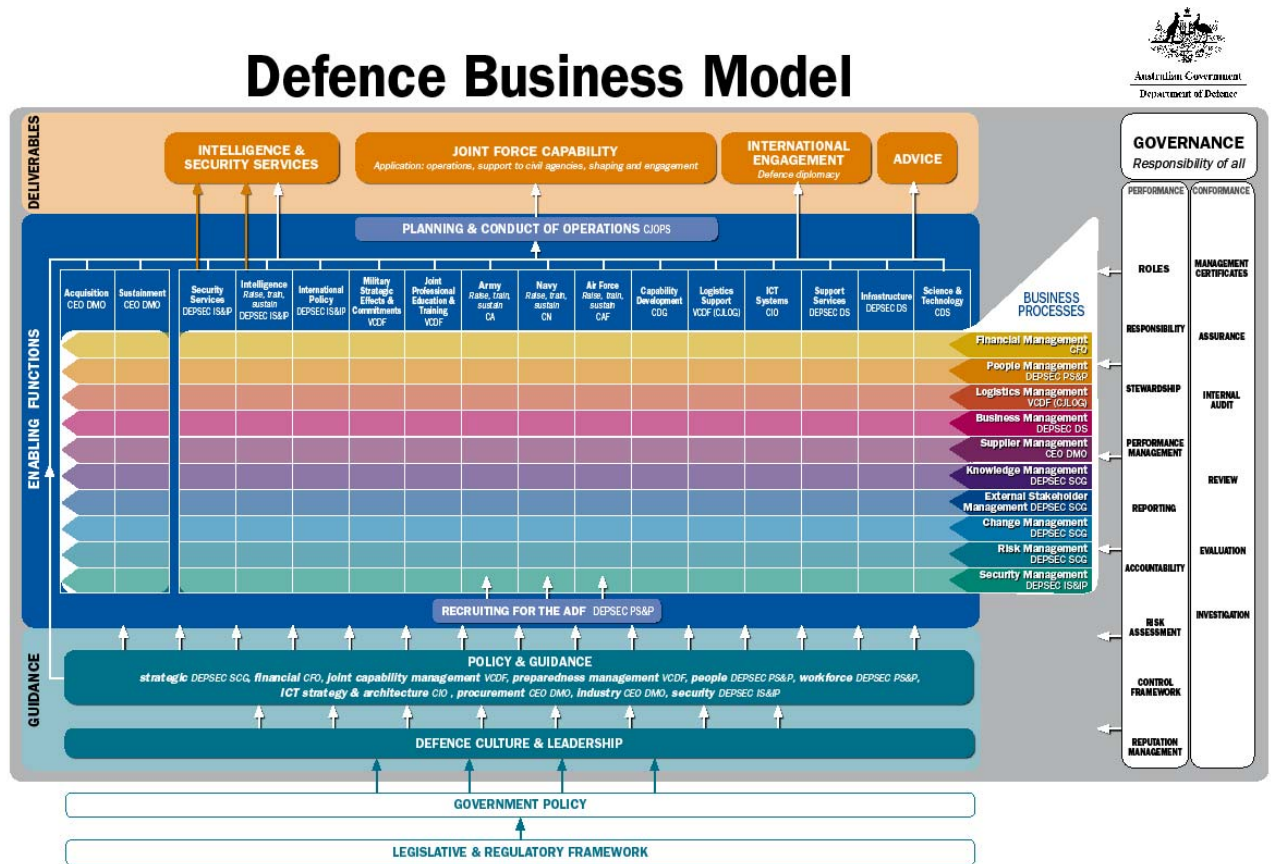 Defence Business Model
Australian Government
Department of Defence
DELIVERABLES
INTELLIGENCE &
SECURITY SERVICES
JOINT FORCE CAPABILITY
Application: operations, support to civil agencies, shaping and engagement
INTERNATIONAL
ENGAGEMENT
Defence diplomacy
ADVICE
GOVERNANCE
Responsibility of all
PERFORMANCE
CONFORMANCE
ENABLING FUNCTIONS
PLANNING & CONDUCT OF OPERATIONS CJOPS
Acquisition
CEO DMO
Sustainment
CEO DMO
Security
Services
DEPSEC IS&IP
Intelligence
Raise, train,
sustain
DEPSEC IS&IP
International
Policy
DEPSEC IS&IP
Military
Strategic
Effects &
Commitments
VCDF
Joint
Professional
Education &
Training
VCDF
Army
Raise, train,
sustain
CA
Navy
Raise, train,
sustain
CN
Air Force
Raise, train,
sustain
CAF
Capability
Development
CDG
Logistics
Support
VCDF (CJLOG)
ICT
Systems
CIO
Support
Services
DEPSEC DS
Infrastructure
DEPSEC DS
Science &
Technology
CDS
BUSINESS
PROCESSES
Financial Management
CFO
People Management
DEPSEC PS&P
Logistics Management
VCDF (CJLOG)
Business Management
DEPSEC DS
Supplier Management
CEO DMO
Knowledge Management
DEPSEC SCG
External Stakeholder
Management DEPSEC SCG
Change Management
DEPSEC SCG
Risk Management
DEPSEC SCG
Security Management
DEPSEC IS&IP
RECRUITING FOR THE ADF DEPSEC PS&P
ROLES
RESPONSIBILITY
STEWARDSHIP
PERFORMANCE
MANAGEMENT
REPORTING
ACCOUNTABILITY
RISK
ASSESSMENT
CONTROL
FRAMEWORK
REPUTATION
MANAGEMENT
MANAGEMENT
CERTIFICATES
ASSURANCE
INTERNAL
AUDIT
REVIEW
EVALUATION
INVESTIGATION
GUIDANCE
POLICY & GUIDANCE
strategic DEPSEC SCG, financial CFO, joint capability management VCDF, preparedness management VCDF, people DEPSEC PS&P, workforce DEPSEC PS&P,
ICT strategy & architecture CIO , procurement CEO DMO, industry CEO DMO, security DEPSEC IS&IP
DEFENCE CULTURE & LEADERSHIP
GOVERNMENT POLICY
LEGISLATIVE & REGULATORY FRAMEWORK